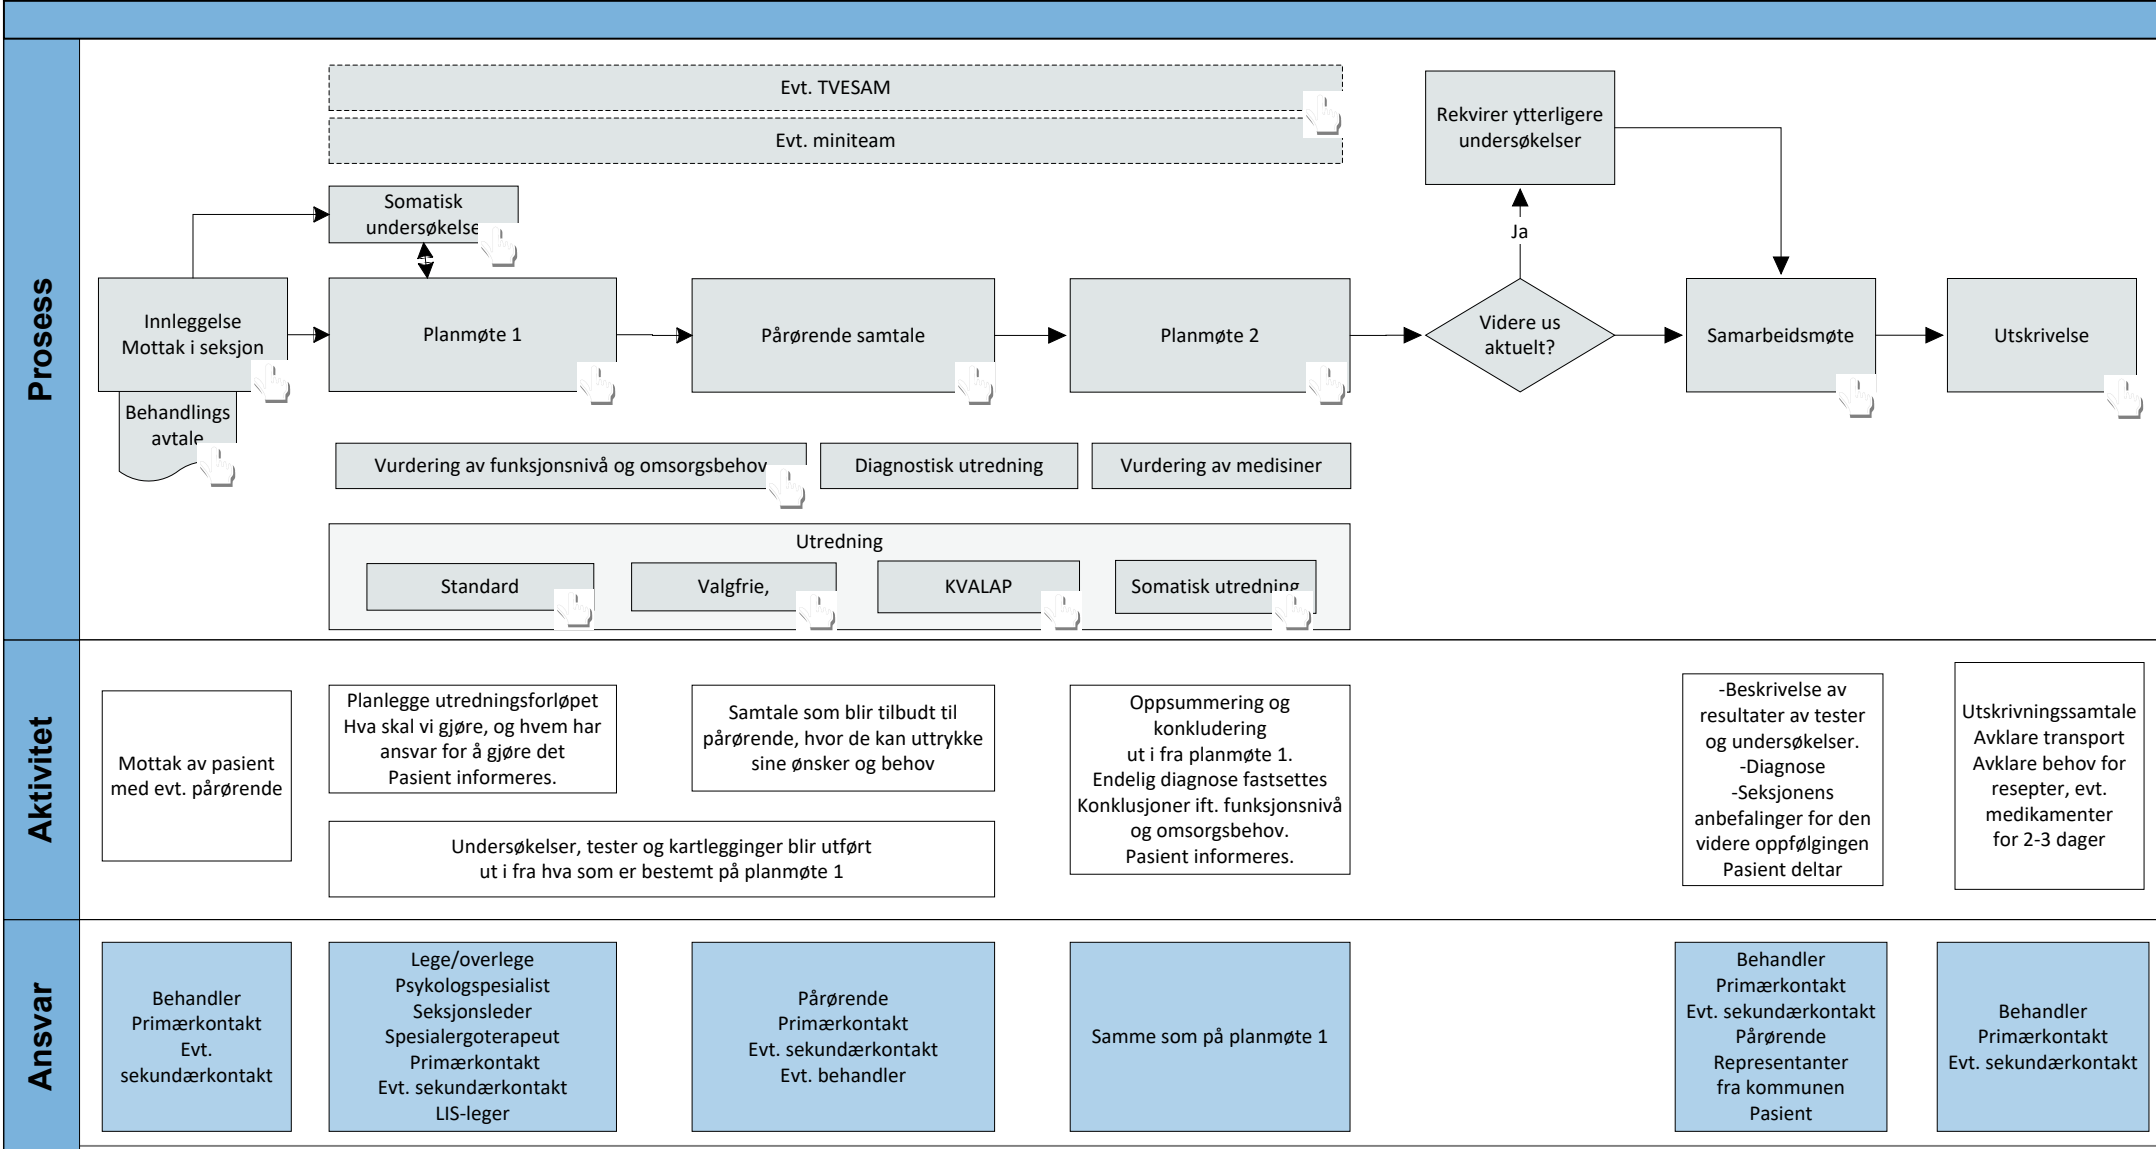 Prosess
Evt. TVESAM
Evt. miniteam
Rekvirer ytterligere
undersøkelser
Somatisk
undersøkelse
Ja
Innleggelse
Mottak i seksjon
Planmøte 1
Pårørende samtale
Planmøte 2
Videre us
aktuelt?
Samarbeidsmøte
Utskrivelse
Behandlings
avtale
Vurdering av funksjonsnivå og omsorgsbehov
Diagnostisk utredning
Vurdering av medisiner
Utredning
Standard
Valgfrie,
KVALAP
Somatisk utredning
Aktivitet
Mottak av pasient
med evt. pårørende
Planlegge utredningsforløpet
Hva skal vi gjøre, og hvem har
ansvar for å gjøre det
Pasient informeres.
Samtale som blir tilbudt til
pårørende, hvor de kan uttrykke
sine ønsker og behov
Undersøkelser, tester og kartlegginger blir utført
ut i fra hva som er bestemt på planmøte 1
Oppsummering og
konkludering
ut i fra planmøte 1.
Endelig diagnose fastsettes
Konklusjoner ift. funksjonsnivå
og omsorgsbehov.
Pasient informeres.
-Beskrivelse av
resultater av tester
og undersøkelser.
-Diagnose
-Seksjonens
anbefalinger for den
videre oppfølgingen
Pasient deltar
Utskrivningssamtale
Avklare transport
Avklare behov for
resepter, evt.
medikamenter
for 2-3 dager
Ansvar
Behandler
Primærkontakt
Evt.
sekundærkontakt
Lege/overlege
Psykologspesialist
Seksjonsleder
Spesialergoterapeut
Primærkontakt
Evt. sekundærkontakt
LIS-leger
Pårørende
Primærkontakt
Evt. sekundærkontakt
Evt. behandler
Samme som på planmøte 1
Behandler
Primærkontakt
Evt. sekundærkontakt
Pårørende
Representanter
fra kommunen
Pasient
Behandler
Primærkontakt
Evt. sekundærkontakt